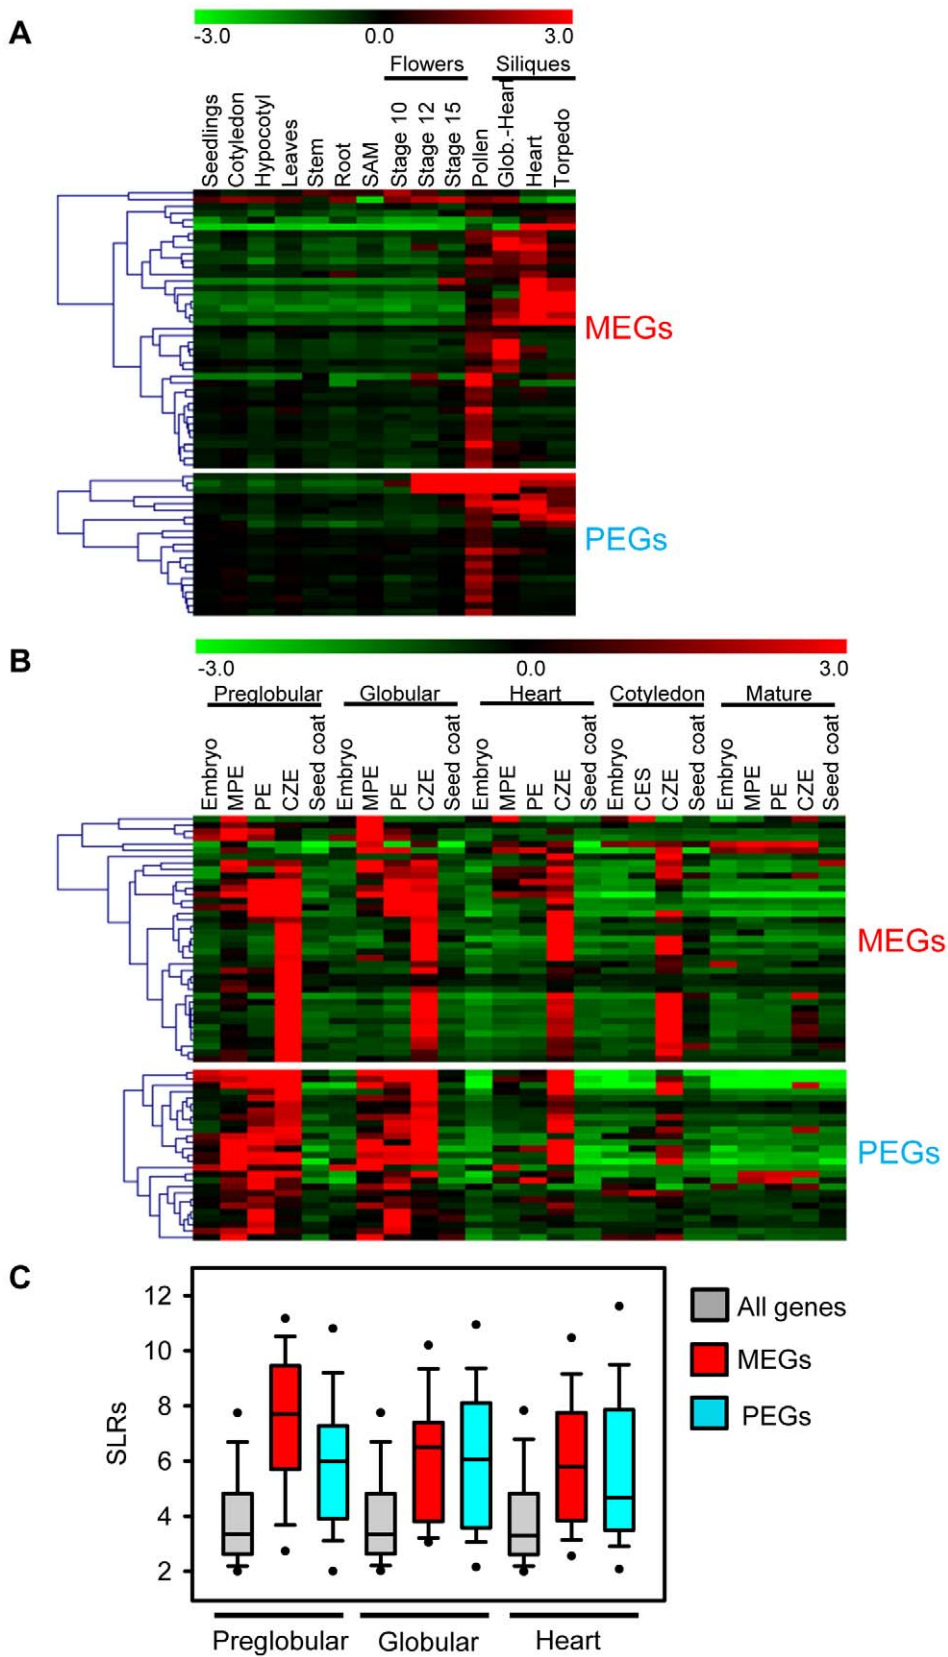 A
-3.0 0.0 3.0
Flowers Siliques
Seedlings Cotyledon Hypocotyl Leaves Stem Root SAM Stage 10 Stage 12 Stage 15 Pollen Glob.-Heart Heart Torpedo
MEGs
PEGs
B
-3.0 0.0 3.0
Preglobular Globular Heart Cotyledon Mature
Embryo MPE PE CZE Seed coat Embryo MPE PE CZE Seed coat Embryo MPE PE CZE Seed coat Embryo CES CZE Seed coat Embryo MPE PE CZE Seed coat
MEGs
PEGs
C
12
10
8
6
4
2
SLRs
All genes
MEGs
PEGs
Preglobular Globular Heart